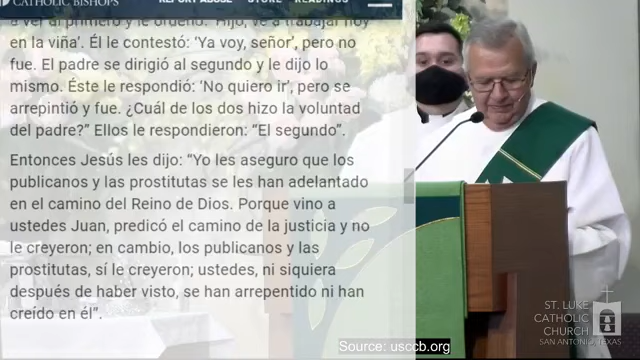 CATHOLIC BISHOPS
REPORT ABUSE STORE READINGS
a ver al primero y le ordenó: 'Hijo, ve a trabajar hoy
en la viña'. Él le contestó: 'Ya voy, señor', pero no
fue. El padre se dirigió al segundo y le dijo lo
mismo. Éste le respondió: 'No quiero ir', pero se
arrepintió y fue. ¿Cuál de los dos hizo la voluntad
del padre?" Ellos le respondieron: "El segundo".
Entonces Jesús les dijo: "Yo les aseguro que los
publicanos y las prostitutas se les han adelantado
en el camino del Reino de Dios. Porque vino a
ustedes Juan, predicó el camino de la justicia y no
le creyeron; en cambio, los publicanos y las
prostitutas, sí le creyeron; ustedes, ni siquiera
después de haber visto, se han arrepentido ni han
creído en él".
Source: usccb.org
ST. LUKE
CATHOLIC
CHURCH
SAN ANTONIO, TEXAS